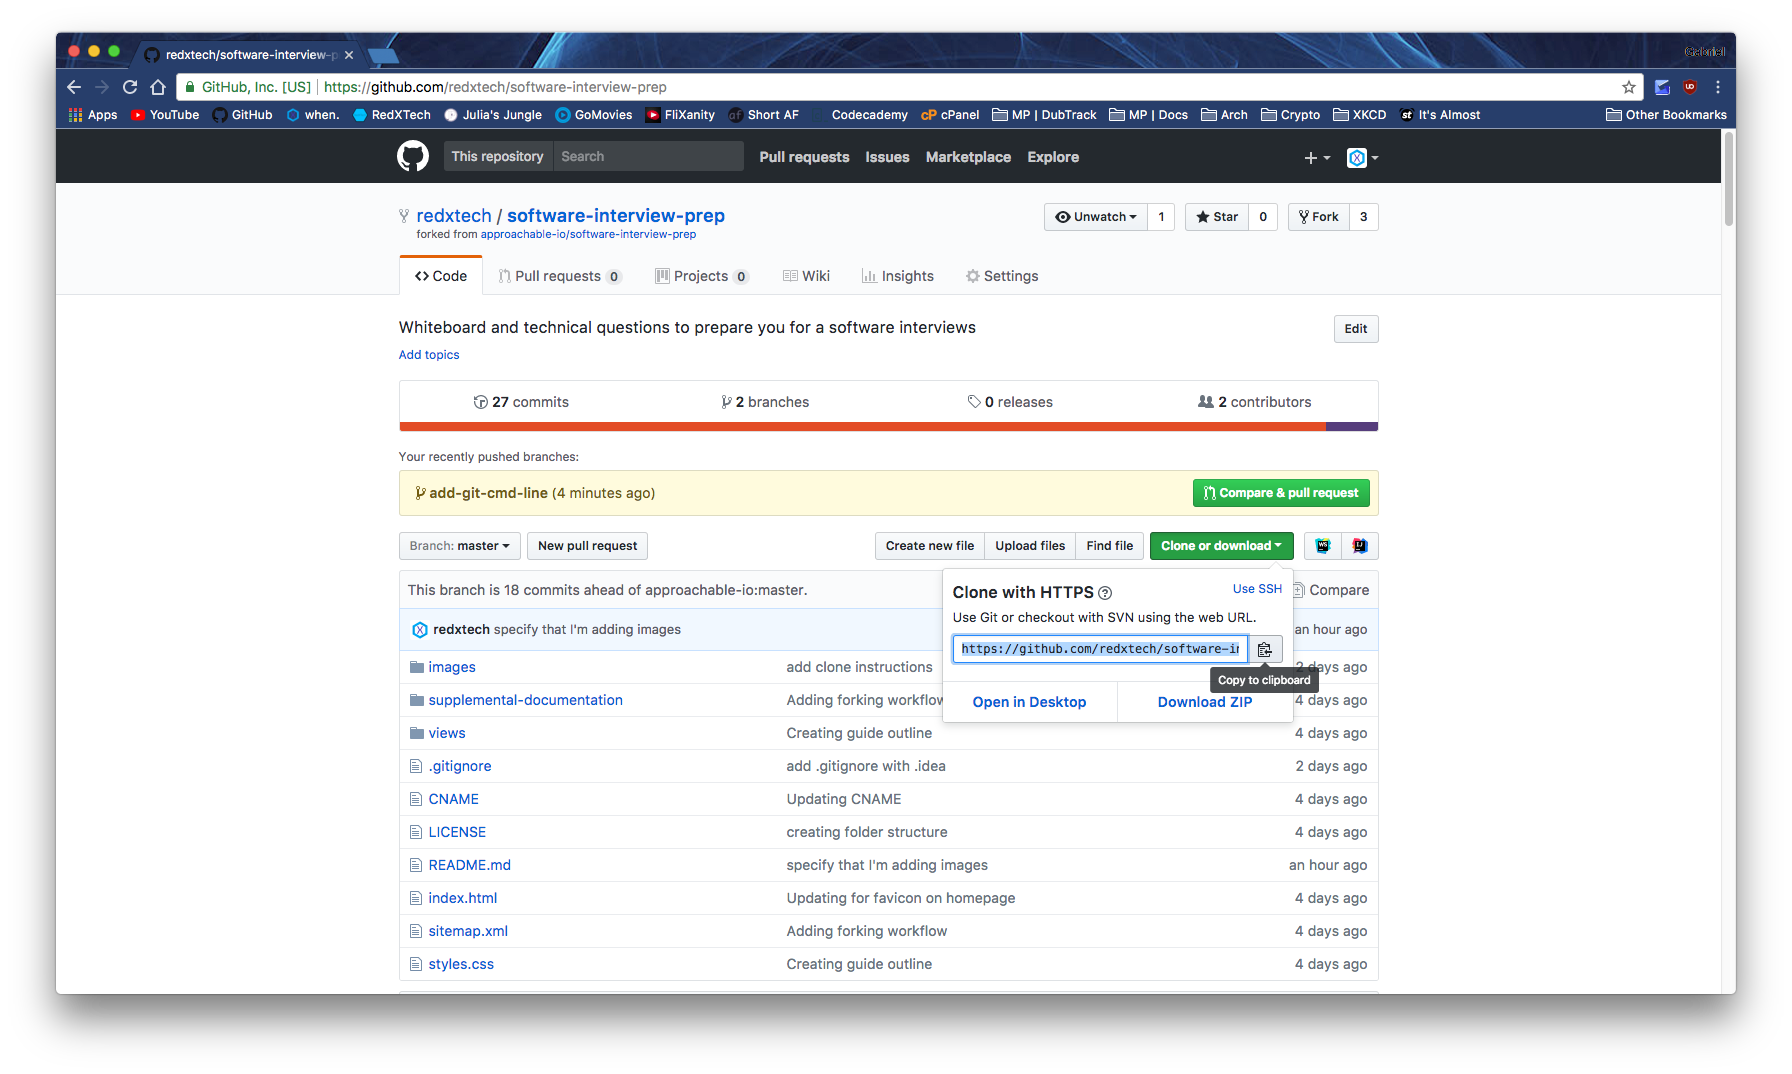 redxtech/software-interview-p
Gabriel
GitHub, Inc. [US] https://github.com/redxtech/software-interview-prep
Apps YouTube GitHub when. RedXTech Julia's Jungle GoMovies FliXanity Short AF Codecademy cPanel MP | DubTrack MP | Docs Arch Crypto XKCD It's Almost Other Bookmarks
This repository Search Pull requests Issues Marketplace Explore
redxtech / software-interview-prep
Unwatch 1 Star 0 Fork 3
forked from approachable-io/software-interview-prep
Code Pull requests 0 Projects 0 Wiki Insights Settings
Whiteboard and technical questions to prepare you for a software interviews
Edit
Add topics
27 commits 2 branches 0 releases 2 contributors
Your recently pushed branches:
add-git-cmd-line (4 minutes ago) Compare & pull request
Branch: master New pull request Create new file Upload files Find file Clone or download WS IJ
This branch is 18 commits ahead of approachable-io:master. Compare
Clone with HTTPS ? Use SSH
Use Git or checkout with SVN using the web URL.
https://github.com/redxtech/software-in
Copy to clipboard
Open in Desktop Download ZIP
redxtech specify that I'm adding images an hour ago
images add clone instructions 2 days ago
supplemental-documentation Adding forking workflow 4 days ago
views Creating guide outline 4 days ago
.gitignore add .gitignore with .idea 2 days ago
CNAME Updating CNAME 4 days ago
LICENSE creating folder structure 4 days ago
README.md specify that I'm adding images an hour ago
index.html Updating for favicon on homepage 4 days ago
sitemap.xml Adding forking workflow 4 days ago
styles.css Creating guide outline 4 days ago